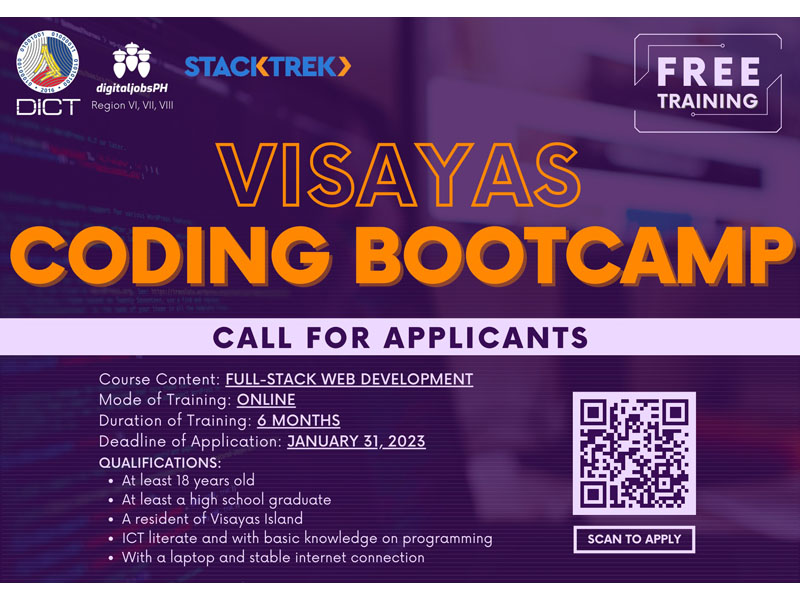 DICT
2016
digitaljobsPH
Region VI, VII, VIII
STACKTREK
FREE
TRAINING
VISAYAS
CODING BOOTCAMP
CALL FOR APPLICANTS
Course Content: FULL-STACK WEB DEVELOPMENT
Mode of Training: ONLINE
Duration of Training: 6 MONTHS
Deadline of Application: JANUARY 31, 2023
QUALIFICATIONS:
• At least 18 years old
• At least a high school graduate
• A resident of Visayas Island
• ICT literate and with basic knowledge on programming
• With a laptop and stable internet connection
SCAN TO APPLY